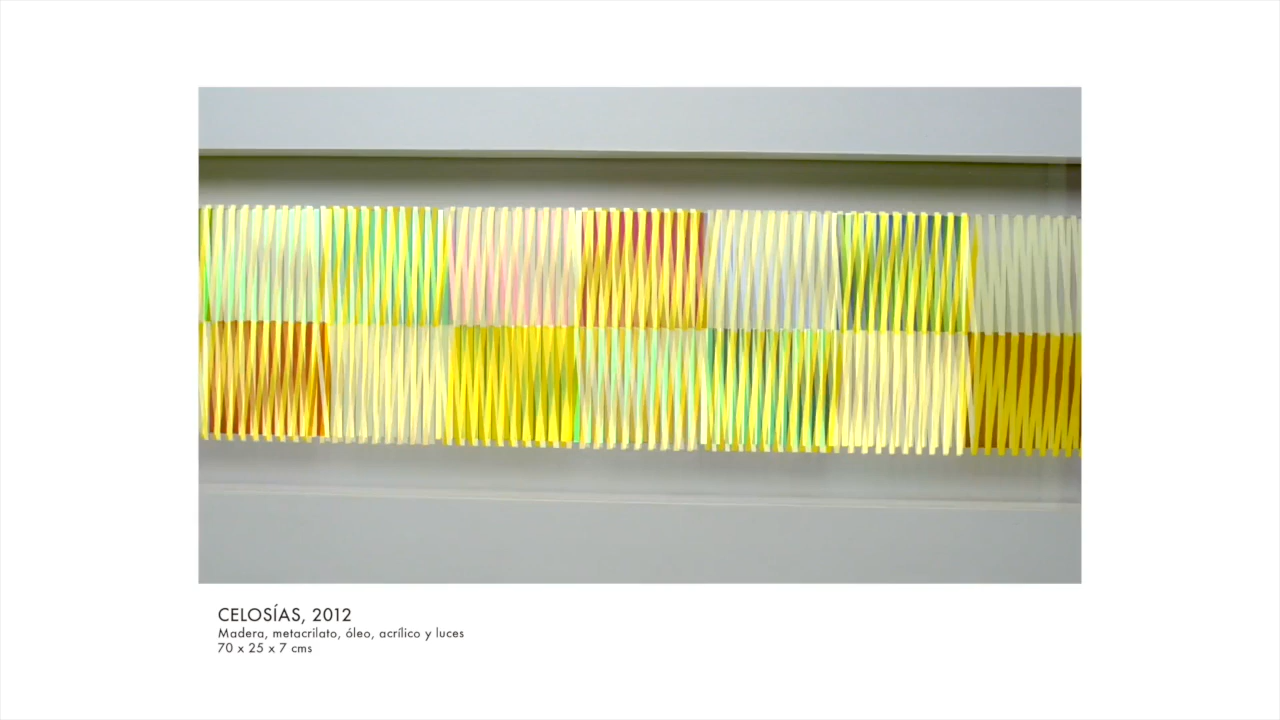 CELOSÍAS, 2012
Madera, metacrilato, óleo, acrílico y luces
70 x 25 x 7 cms